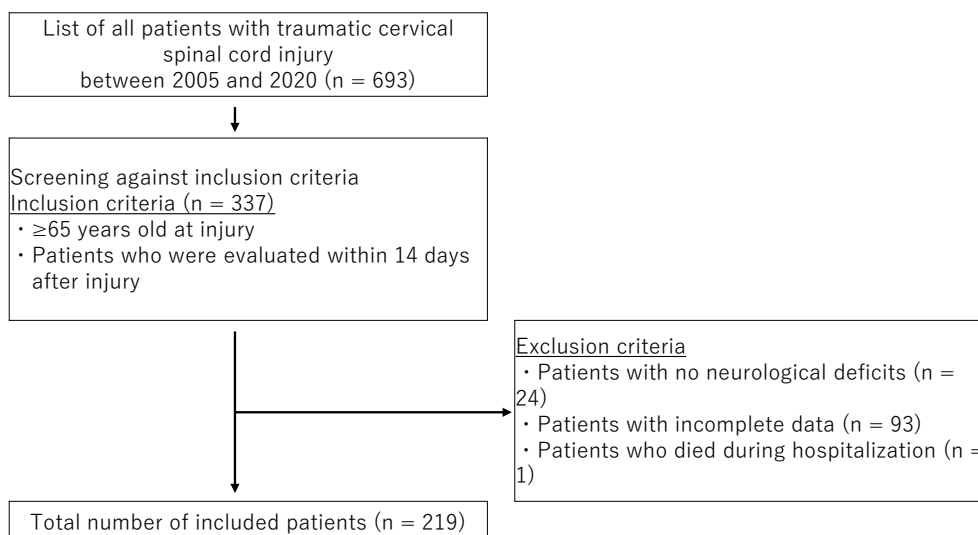 List of all patients with traumatic cervical
spinal cord injury
between 2005 and 2020 (n = 693)
Screening against inclusion criteria
Inclusion criteria (n = 337)
・≥65 years old at injury
・Patients who were evaluated within 14 days
after injury
Exclusion criteria
・Patients with no neurological deficits (n =
24)
・Patients with incomplete data (n = 93)
・Patients who died during hospitalization (n =
1)
Total number of included patients (n = 219)